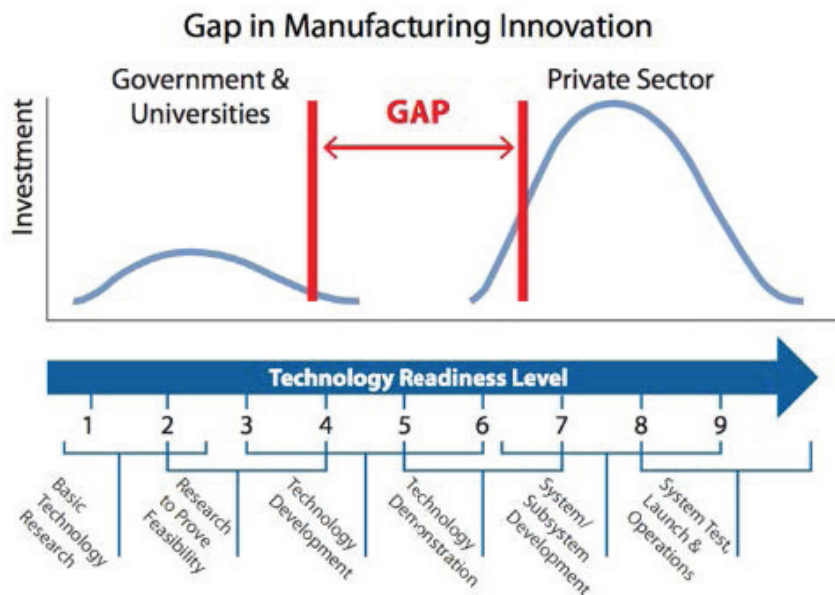 Gap in Manufacturing Innovation
Government &
Universities
GAP
Private Sector
Investment
Technology Readiness Level
1 2 3 4 5 6 7 8 9
Basic
Technology
Research
Research
to Prove
Feasibility
Technology
Development
Technology
Demonstration
System/
Subsystem
Development
System Test,
Launch &
Operations